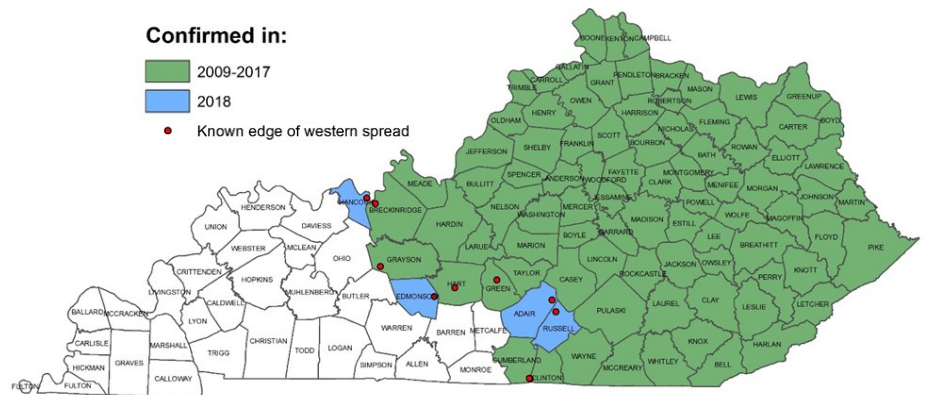 Confirmed in:
2009-2017
2018
Known edge of western spread
BOONE
KENTON
CAMPBELL
GALLATIN
CARROLL
TRIMBLE
GRANT
PENDLETON
BRACKEN
MASON
OWEN
ROBERTSON
LEWIS
GREENUP
HENRY
HARRISON
OLDHAM
NICHOLAS
FLEMING
CARTER
BOYD
JEFFERSON
SHELBY
FRANKLIN
SCOTT
BOURBON
BATH
ROWAN
ELLIOTT
LAWRENCE
MEADE
BULLITT
SPENCER
ANDERSON
WOODFORD
FAYETTE
CLARK
MONTGOMERY
MENIFEE
MORGAN
JOHNSON
MARTIN
HANCOCK
BRECKINRIDGE
HENDERSON
UNION
DAVIESS
HARDIN
NELSON
WASHINGTON
MERCER
JESSAMINE
MADISON
ESTILL
POWELL
WOLFE
MAGOFFIN
FLOYD
PIKE
WEBSTER
MCLEAN
OHIO
GRAYSON
LARUE
MARION
BOYLE
GARRARD
LEE
BREATHITT
CRITTENDEN
HOPKINS
HART
GREEN
TAYLOR
CASEY
LINCOLN
ROCKCASTLE
JACKSON
OWSLEY
PERRY
KNOTT
LIVINGSTON
CALDWELL
MUHLENBERG
BUTLER
EDMONSON
LETCHER
BALLARD
MCCRACKEN
LYON
WARREN
BARREN
METCALFE
ADAIR
RUSSELL
PULASKI
LAUREL
CLAY
LESLIE
CARLISLE
GRAVES
MARSHALL
TRIGG
CHRISTIAN
TODD
LOGAN
SIMPSON
ALLEN
MONROE
CUMBERLAND
WAYNE
KNOX
HARLAN
HICKMAN
WHITLEY
BELL
MCCREARY
FULTON
FULTON
CALLOWAY
CLINTON